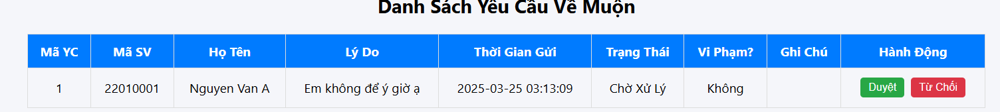 Danh Sách Yêu Cầu Về Muộn
Mã YC Mã SV Họ Tên Lý Do Thời Gian Gửi Trạng Thái Vi Phạm? Ghi Chú Hành Động
1 22010001 Nguyen Van A Em không để ý giờ ạ 2025-03-25 03:13:09 Chờ Xử Lý Không Duyệt Từ Chối